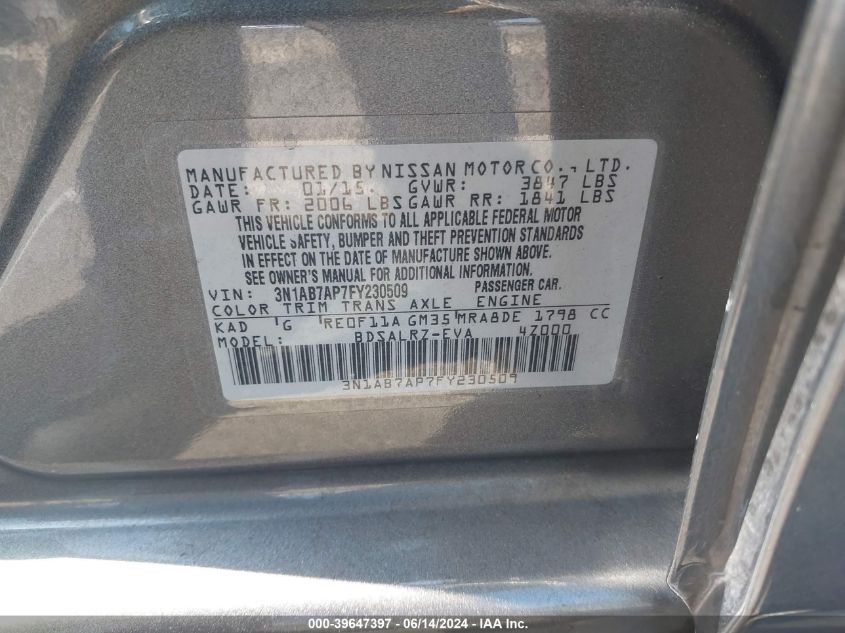 MANUFACTURED BY NISSAN MOTOR CO., LTD.
DATE: 01/15. GVWR: 3847 LBS
GAWR FR: 2006 LBS GAWR RR: 1841 LBS
THIS VEHICLE CONFORMS TO ALL APPLICABLE FEDERAL MOTOR
VEHICLE SAFETY, BUMPER AND THEFT PREVENTION STANDARDS
IN EFFECT ON THE DATE OF MANUFACTURE SHOWN ABOVE.
SEE OWNER'S MANUAL FOR ADDITIONAL INFORMATION.
VIN: 3N1AB7AP7FY230509 PASSENGER CAR.
COLOR TRIM TRANS AXLE ENGINE
KAD G RE0F11A GM35 MRA8DE 1798 CC
MODEL: BDSALRZ-EVA 4Z000
3N1AB7AP7FY230509
000-39647397 - 06/14/2024 - IAA Inc.